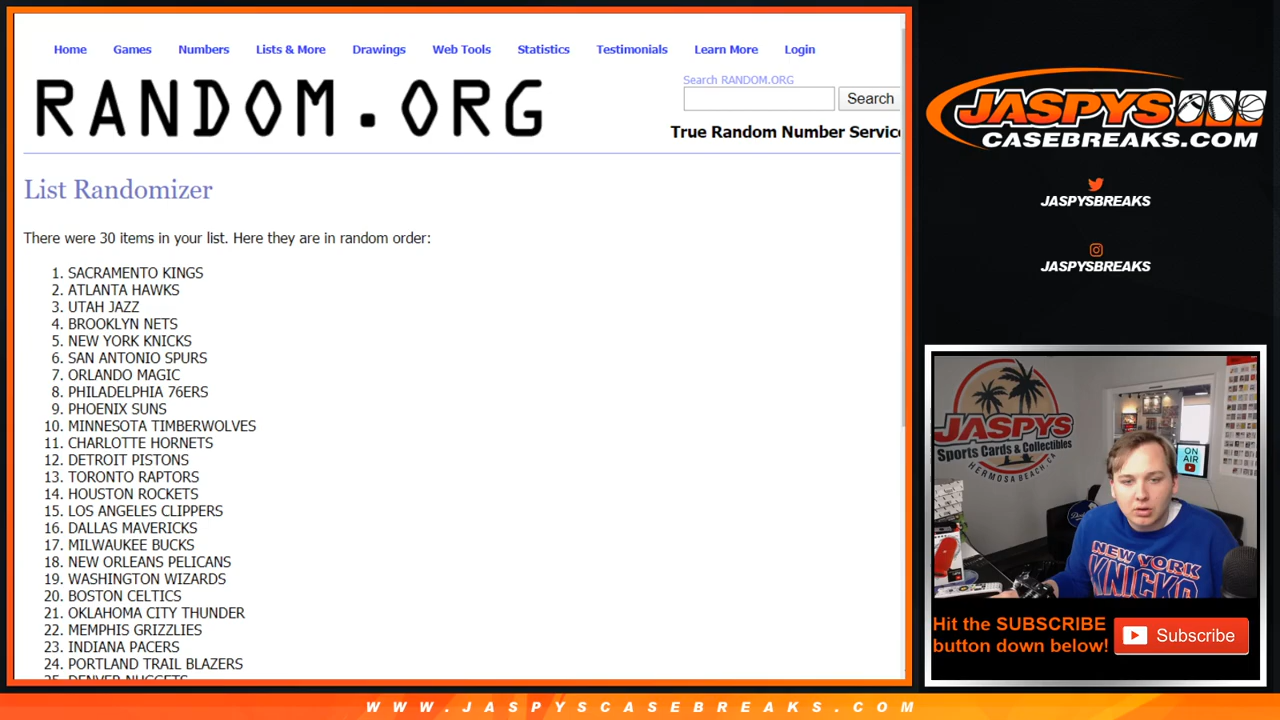 Home Games Numbers Lists & More Drawings Web Tools Statistics Testimonials Learn More Login
RANDOM.ORG
Search RANDOM.ORG
Search
True Random Number Service
List Randomizer
There were 30 items in your list. Here they are in random order:
1. SACRAMENTO KINGS
2. ATLANTA HAWKS
3. UTAH JAZZ
4. BROOKLYN NETS
5. NEW YORK KNICKS
6. SAN ANTONIO SPURS
7. ORLANDO MAGIC
8. PHILADELPHIA 76ERS
9. PHOENIX SUNS
10. MINNESOTA TIMBERWOLVES
11. CHARLOTTE HORNETS
12. DETROIT PISTONS
13. TORONTO RAPTORS
14. HOUSTON ROCKETS
15. LOS ANGELES CLIPPERS
16. DALLAS MAVERICKS
17. MILWAUKEE BUCKS
18. NEW ORLEANS PELICANS
19. WASHINGTON WIZARDS
20. BOSTON CELTICS
21. OKLAHOMA CITY THUNDER
22. MEMPHIS GRIZZLIES
23. INDIANA PACERS
24. PORTLAND TRAIL BLAZERS
25. DENVER NUGGETS
JASPYS
CASEBREAKS.COM
JASPYSBREAKS
JASPYSBREAKS
JASPYS
Sports Cards & Collectibles
HERMOSA BEACH, CA
ON
AIR
NEW YORK
KNICKS
Hit the SUBSCRIBE
button down below!
Subscribe
WWW.JASPYSCASEBREAKS.COM